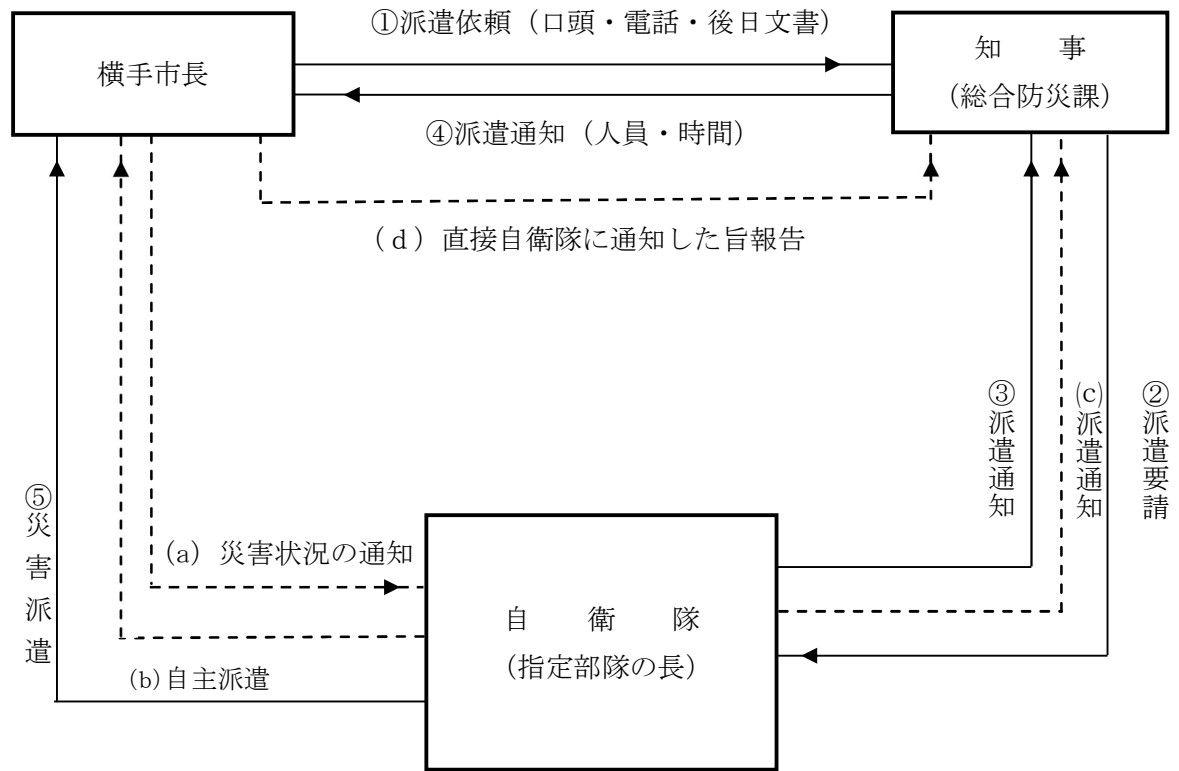 ①派遣依頼（口頭・電話・後日文書）
横手市長
知　　事
（総合防災課）
④派遣通知（人員・時間）
（ｄ）直接自衛隊に通知した旨報告
③派遣通知
(c)派遣通知
②派遣要請
⑤災害派遣
(a) 災害状況の通知
自　　衛　　隊
（指定部隊の長）
(b)自主派遣